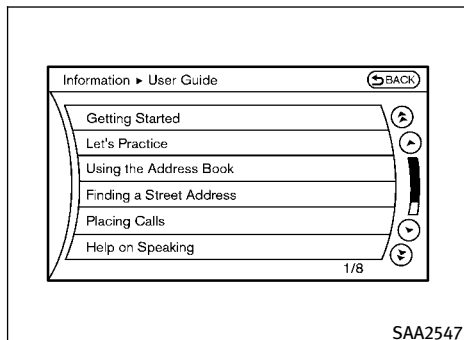 Information ▸ User Guide
BACK
Getting Started
Let's Practice
Using the Address Book
Finding a Street Address
Placing Calls
Help on Speaking
1/8
SAA2547